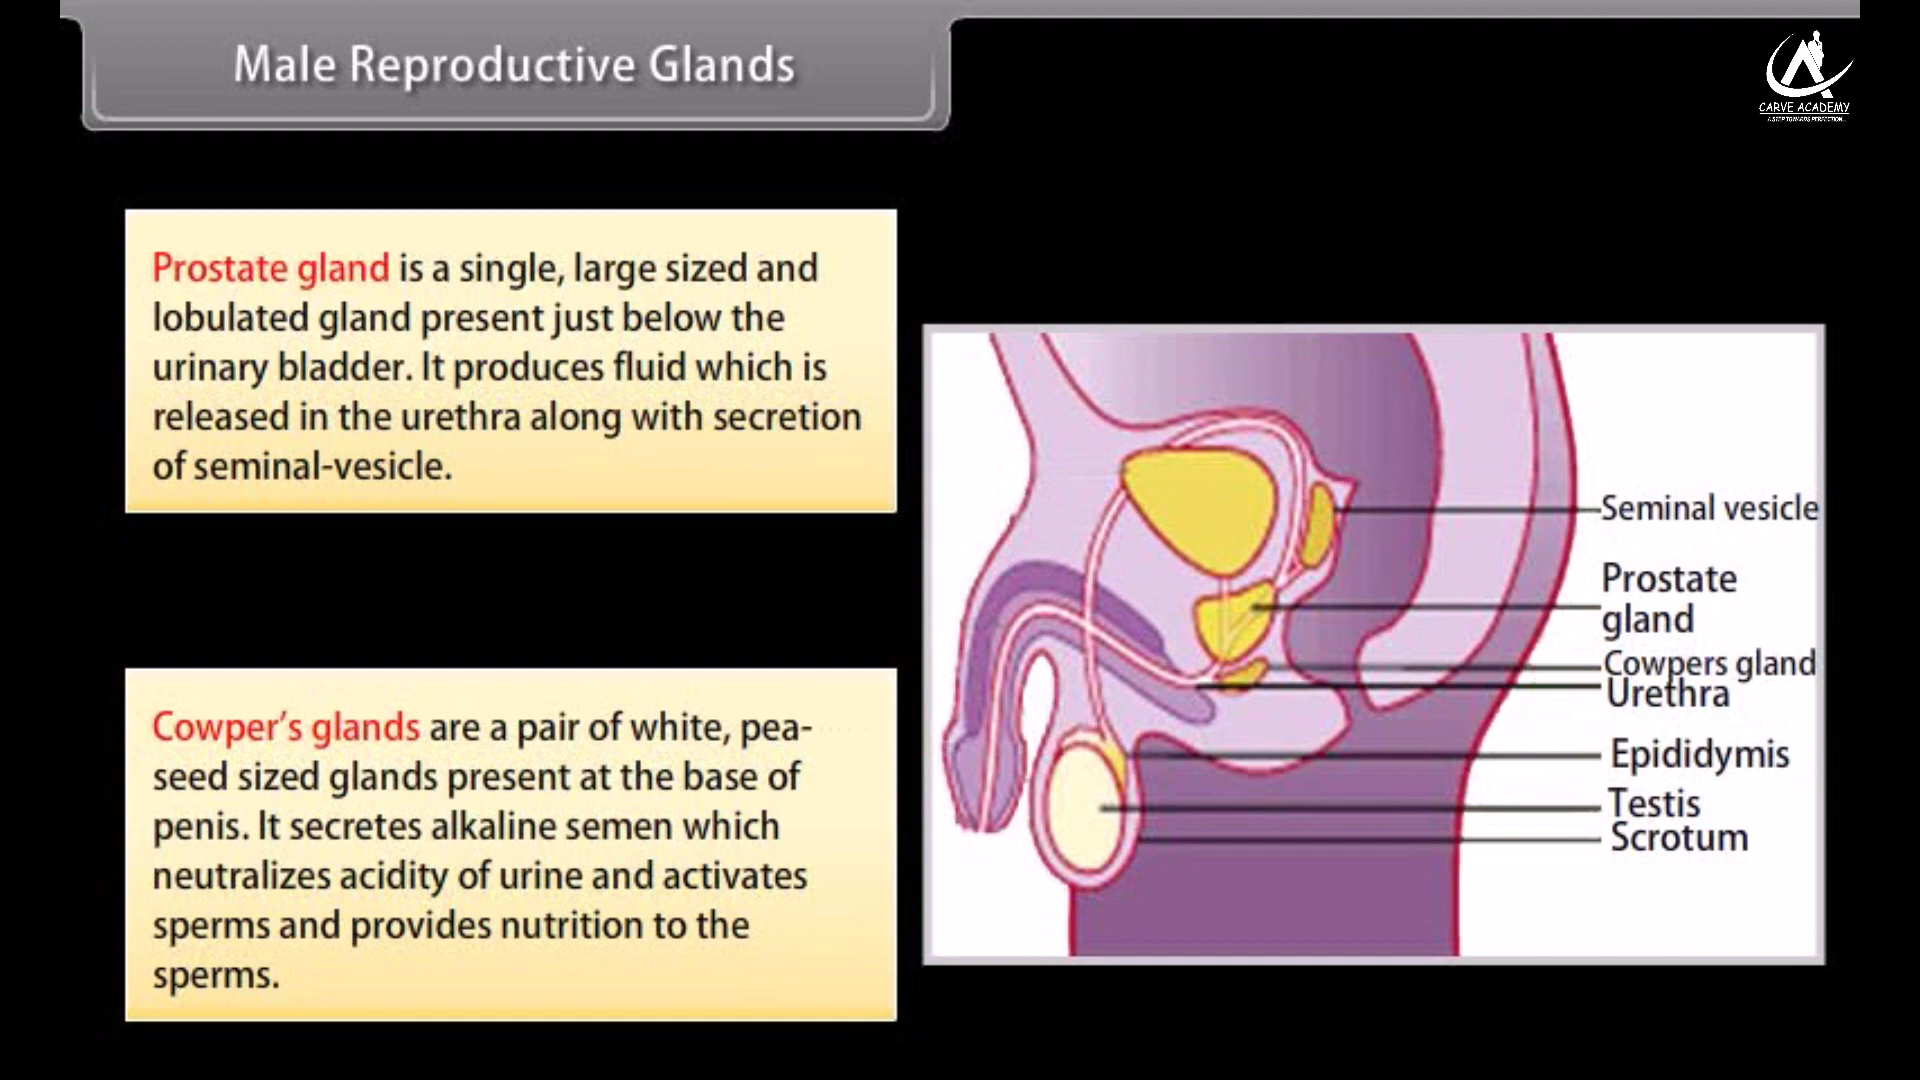 Male Reproductive Glands
CARVE ACADEMY
A STEP TOWARDS PERFECTION...
Prostate gland is a single, large sized and
lobulated gland present just below the
urinary bladder. It produces fluid which is
released in the urethra along with secretion
of seminal-vesicle.
Cowper's glands are a pair of white, pea-
seed sized glands present at the base of
penis. It secretes alkaline semen which
neutralizes acidity of urine and activates
sperms and provides nutrition to the
sperms.
Seminal vesicle
Prostate
gland
Cowpers gland
Urethra
Epididymis
Testis
Scrotum